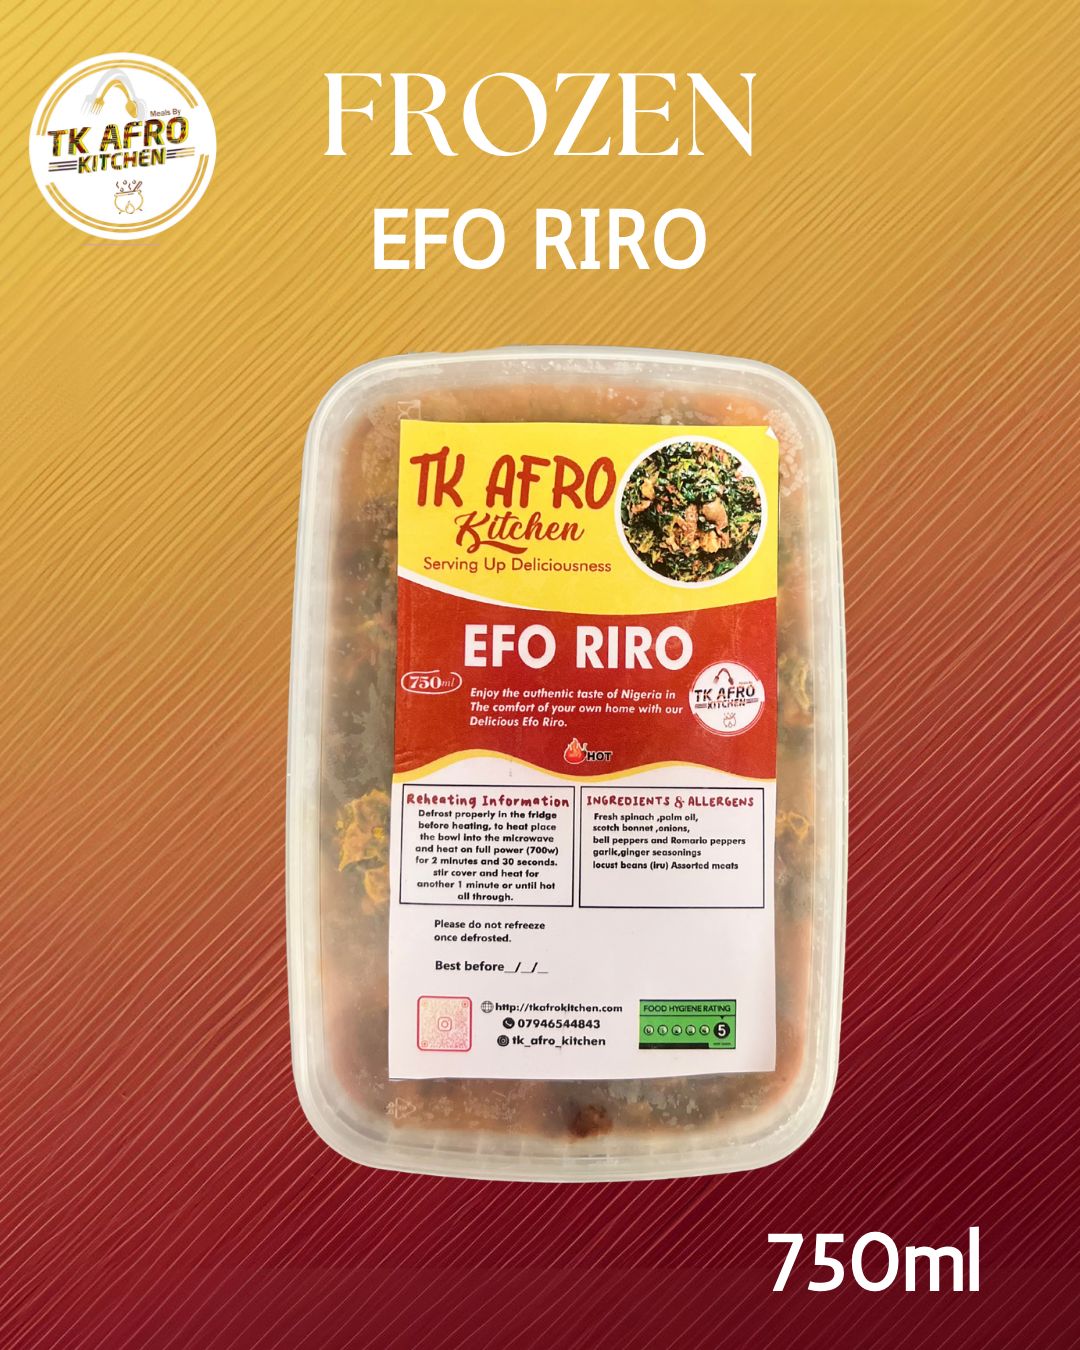 Meals By
TK AFRO
KITCHEN
FROZEN
EFO RIRO
TK AFRO
Kitchen
Serving Up Deliciousness
EFO RIRO
750ml
Enjoy the authentic taste of Nigeria in
The comfort of your own home with our
Delicious Efo Riro.
TK AFRO
KITCHEN
HOT
Reheating Information
Defrost properly in the fridge
before heating, to heat place
the bowl into the microwave
and heat on full power (700w)
for 2 minutes and 30 seconds.
stir cover and heat for
another 1 minute or until hot
all through.
INGREDIENTS & ALLERGENS
Fresh spinach ,palm oil,
scotch bonnet ,onions,
bell peppers and Romario peppers
garlik,ginger seasonings
locust beans (iru) Assorted meats
Please do not refreeze
once defrosted.
Best before_/_/_
http://tkafrokitchen.com
07946544843
tk_afro_kitchen
FOOD HYGIENE RATING
5
750ml